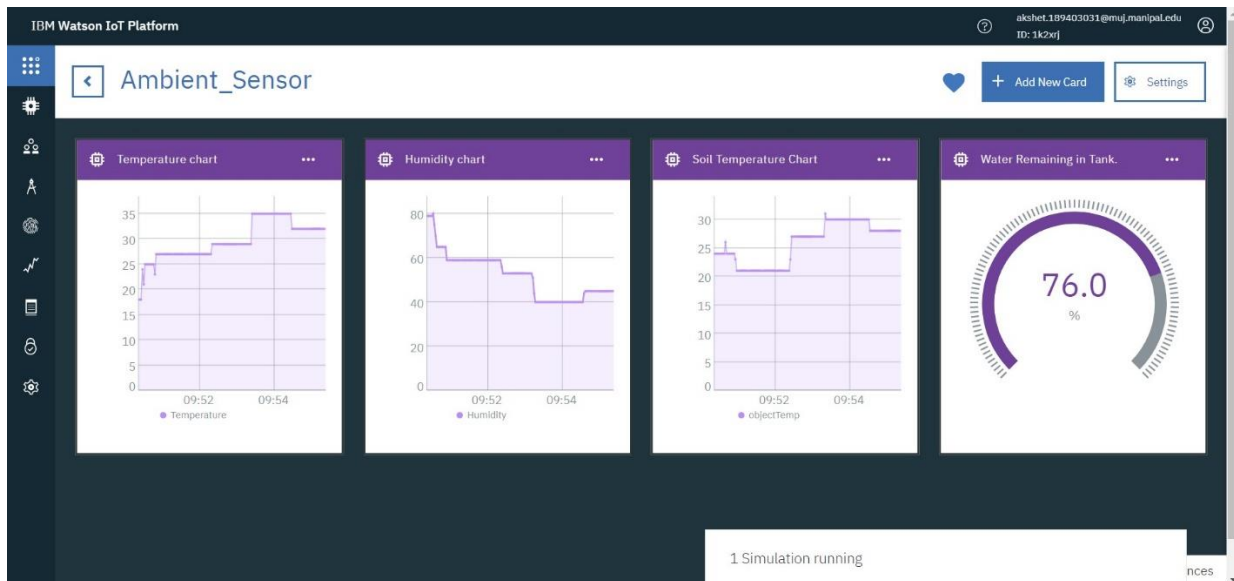 IBM Watson IoT Platform
akshet.189403031@muj.manipal.edu
ID: 1k2xrj
Ambient_Sensor
+ Add New Card
Settings
Temperature chart
35
30
25
20
15
10
5
0
09:52 09:54
Temperature
Humidity chart
80
60
40
20
0
09:52 09:54
Humidity
Soil Temperature Chart
30
25
20
15
10
5
0
09:52 09:54
objectTemp
Water Remaining in Tank.
76.0
%
1 Simulation running
nces